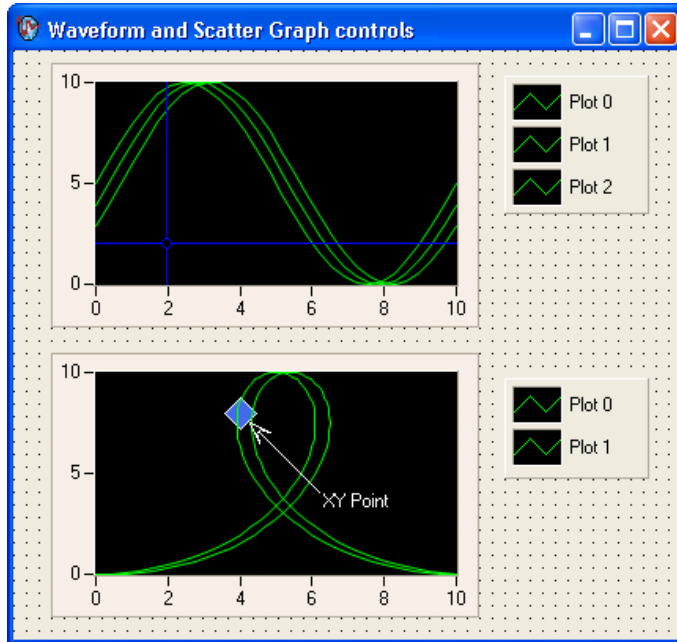 Waveform and Scatter Graph controls
10
5
0
0 2 4 6 8 10
Plot 0
Plot 1
Plot 2
10
5
0
XY Point
0 2 4 6 8 10
Plot 0
Plot 1